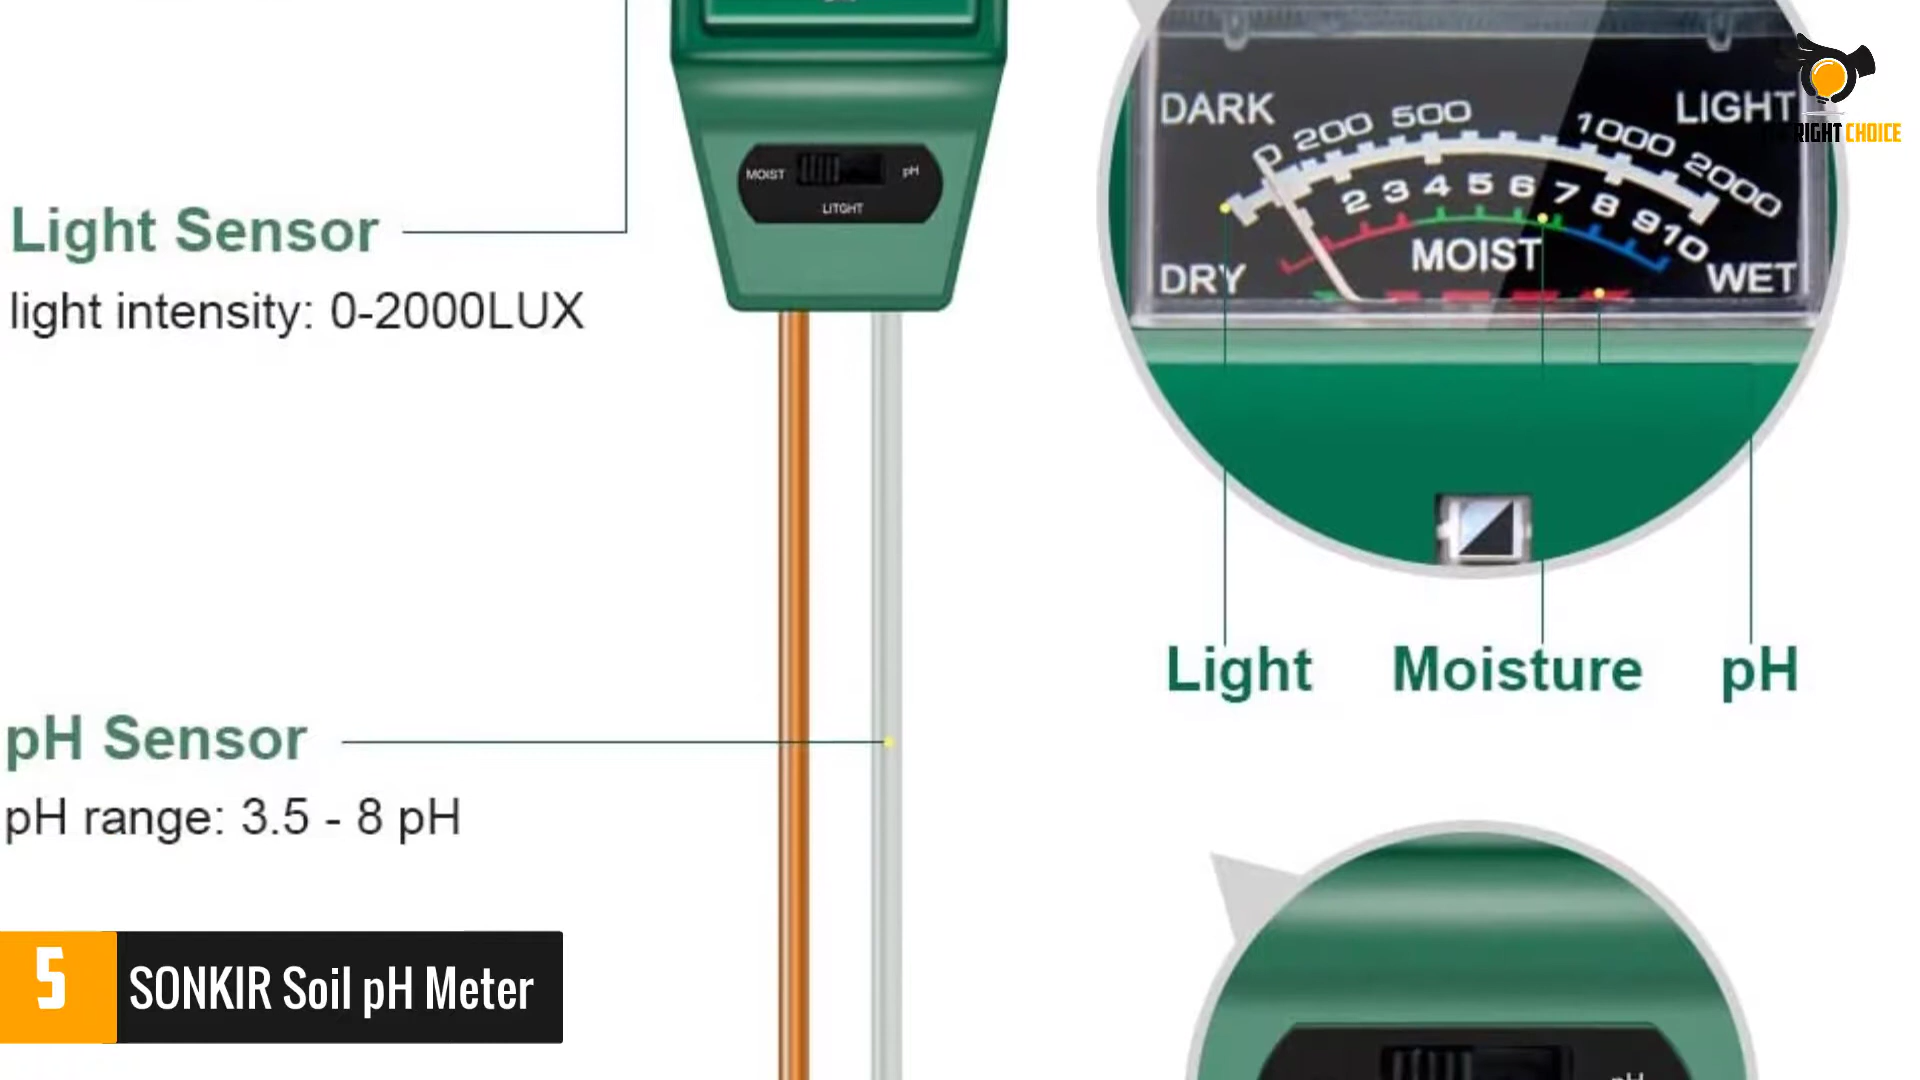 DARK
LIGHT
0 200 500 1000 2000
2 3 4 5 6 7 8 9 10
MOIST
DRY
WET
RIGHT CHOICE
MOIST
pH
LITGHT
Light Sensor
light intensity: 0-2000LUX
Light Moisture pH
pH Sensor
pH range: 3.5 - 8 pH
5 SONKIR Soil pH Meter
pH